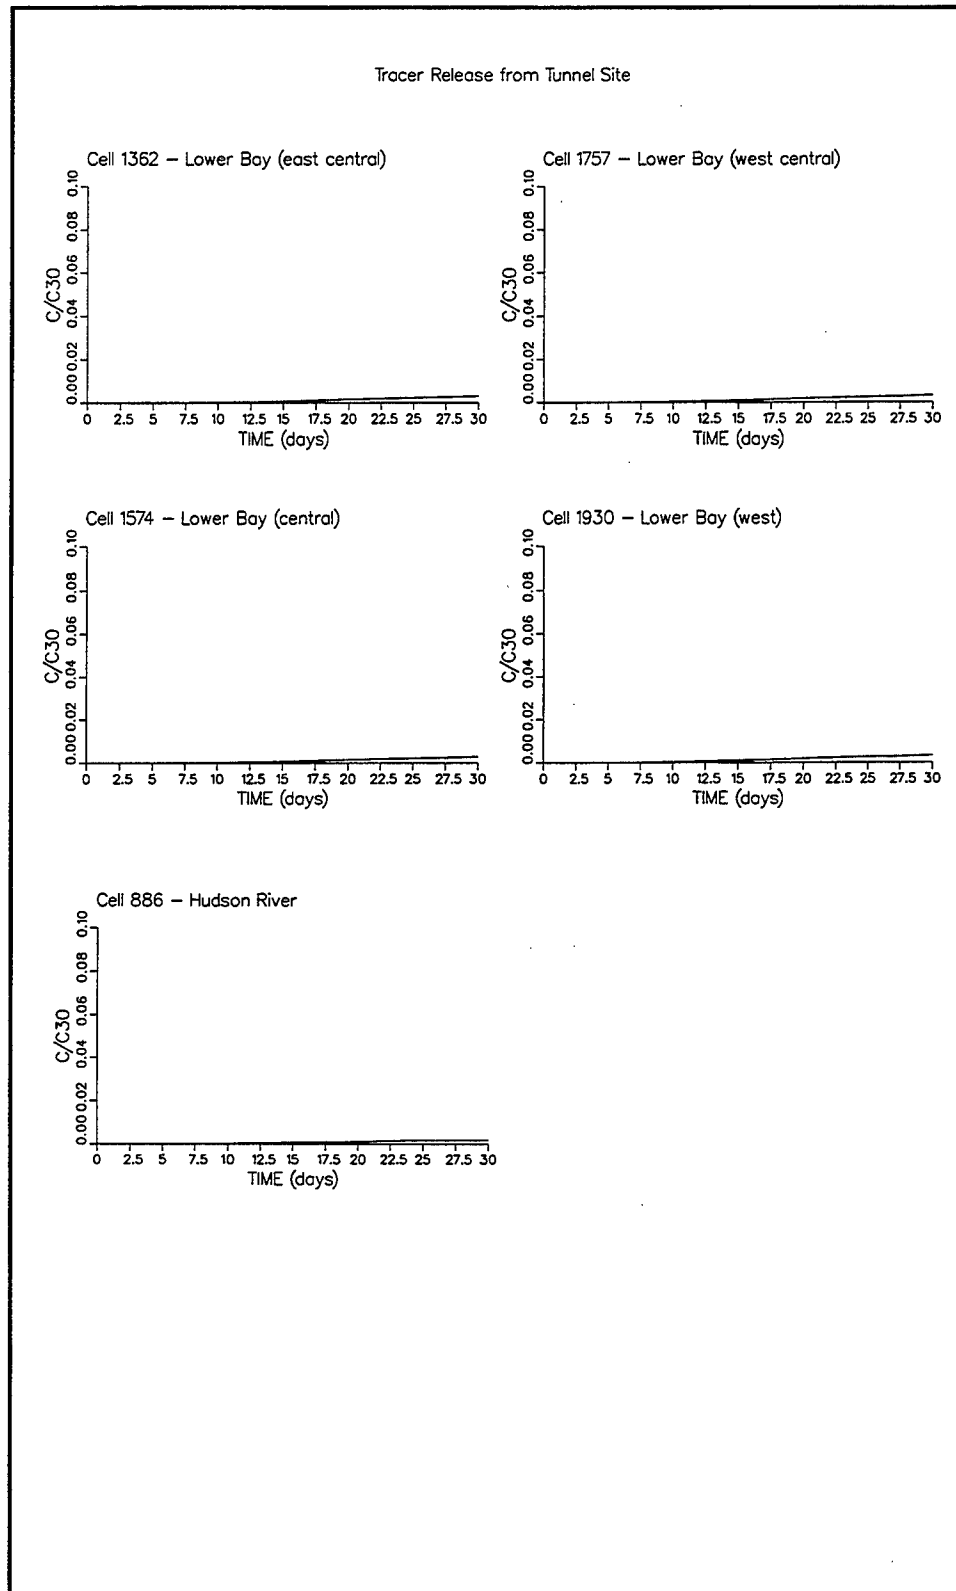 Tracer Release from Tunnel Site
Cell 1362 – Lower Bay (east central)
C/C30
0.00 0.02 0.04 0.06 0.08 0.10
0 2.5 5 7.5 10 12.5 15 17.5 20 22.5 25 27.5 30
TIME (days)
Cell 1757 – Lower Bay (west central)
C/C30
0.00 0.02 0.04 0.06 0.08 0.10
0 2.5 5 7.5 10 12.5 15 17.5 20 22.5 25 27.5 30
TIME (days)
Cell 1574 – Lower Bay (central)
C/C30
0.00 0.02 0.04 0.06 0.08 0.10
0 2.5 5 7.5 10 12.5 15 17.5 20 22.5 25 27.5 30
TIME (days)
Cell 1930 – Lower Bay (west)
C/C30
0.00 0.02 0.04 0.06 0.08 0.10
0 2.5 5 7.5 10 12.5 15 17.5 20 22.5 25 27.5 30
TIME (days)
Cell 886 – Hudson River
C/C30
0.00 0.02 0.04 0.06 0.08 0.10
0 2.5 5 7.5 10 12.5 15 17.5 20 22.5 25 27.5 30
TIME (days)